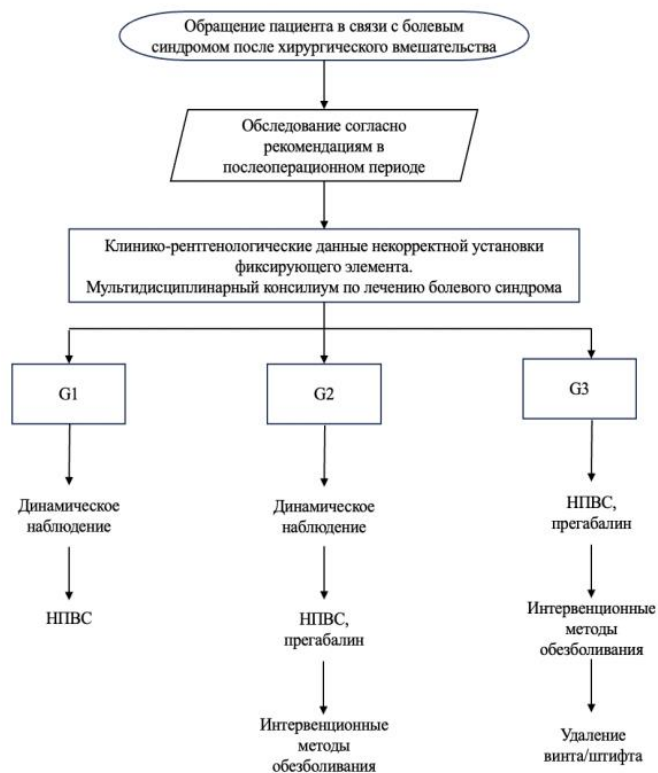 Обращение пациента в связи с болевым
синдромом после хирургического вмешательства
Обследование согласно
рекомендациям в
послеоперационном периоде
Клинико-рентгенологические данные некорректной установки
фиксирующего элемента.
Мультидисциплинарный консилиум по лечению болевого синдрома
G1
Динамическое
наблюдение
НПВС
G2
Динамическое
наблюдение
НПВС,
прегабалин
Интервенционные
методы
обезболивания
G3
НПВС,
прегабалин
Интервенционные
методы
обезболивания
Удаление
винта/штифта